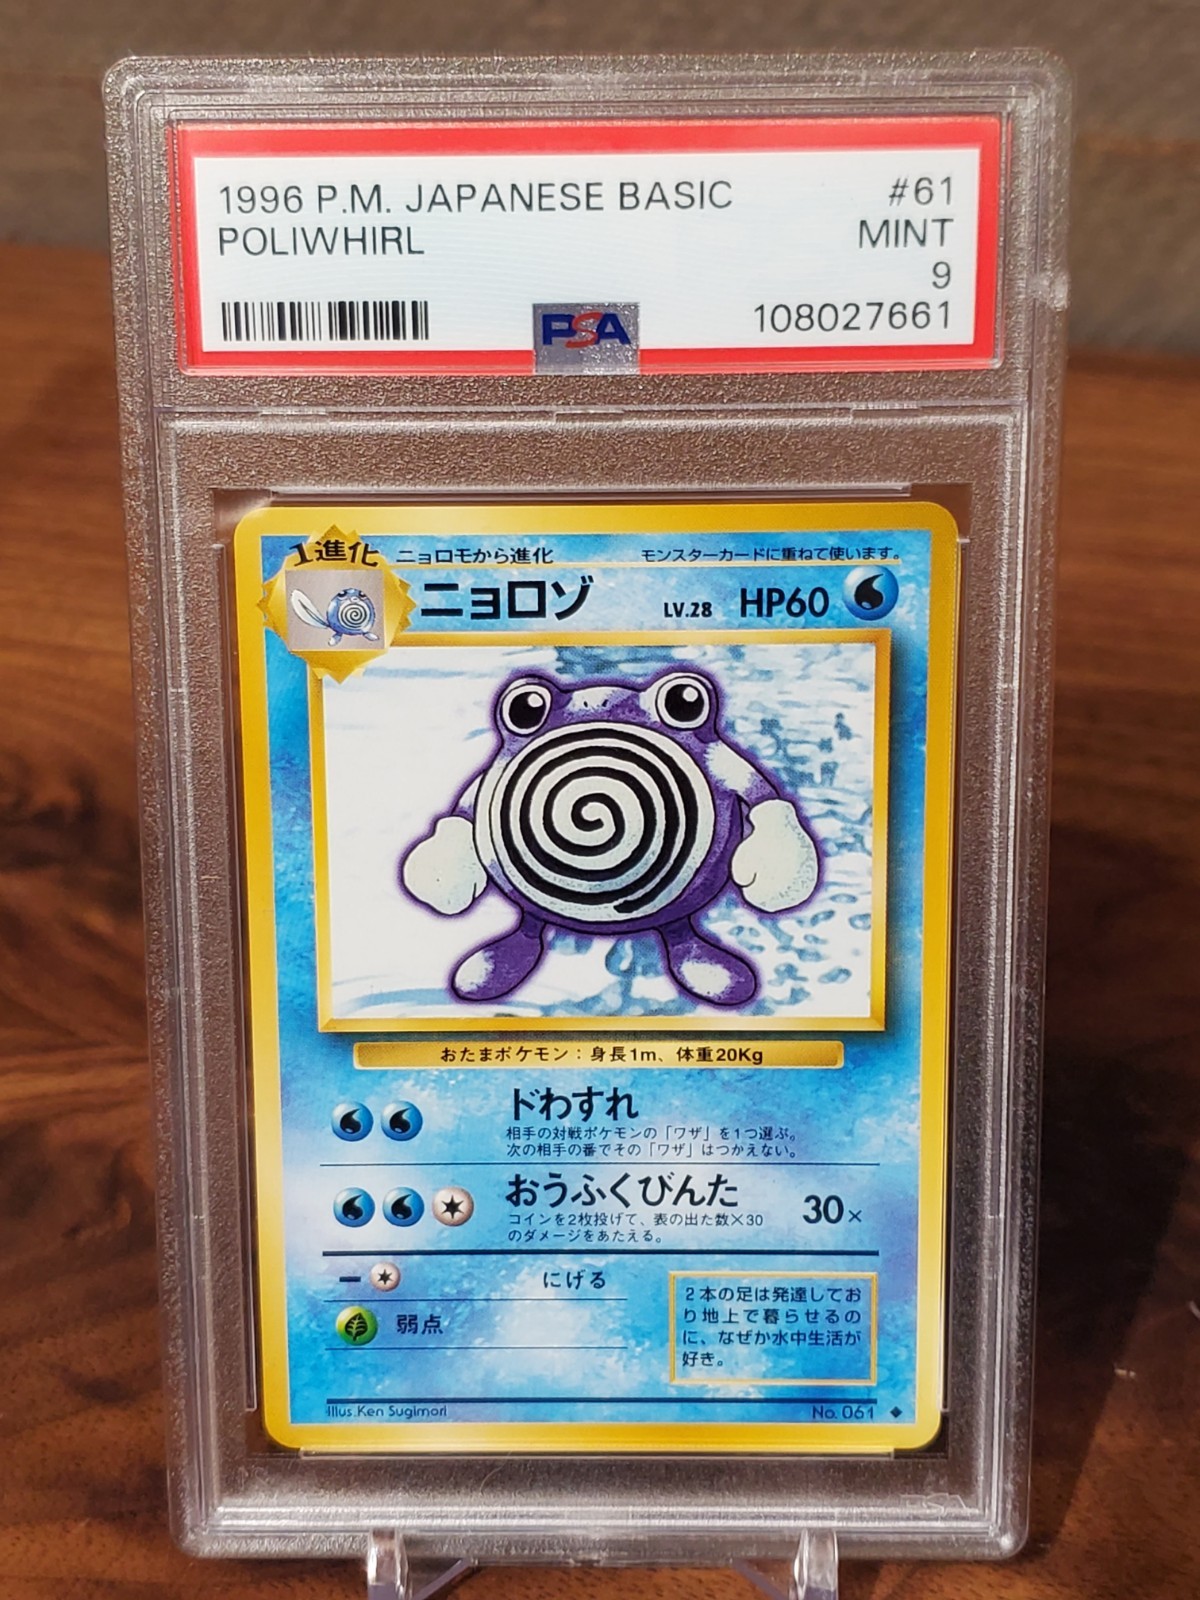 1996 P.M. JAPANESE BASIC #61
POLIWHIRL MINT
9
PSA 108027661
1進化 ニョロモから進化 モンスターカードに重ねて使います。
ニョロゾ LV.28 HP60
おたまポケモン：身長1m、体重20Kg
ドわすれ
相手の対戦ポケモンの「ワザ」を1つ選ぶ。
次の相手の番でその「ワザ」はつかえない。
おうふくびんた 30×
コインを2枚投げて、表の出た数×30
のダメージをあたえる。
にげる
弱点
2本の足は発達してお
り地上で暮らせるの
に、なぜか水中生活が
好き。
Illus.Ken Sugimori No. 061
PSA